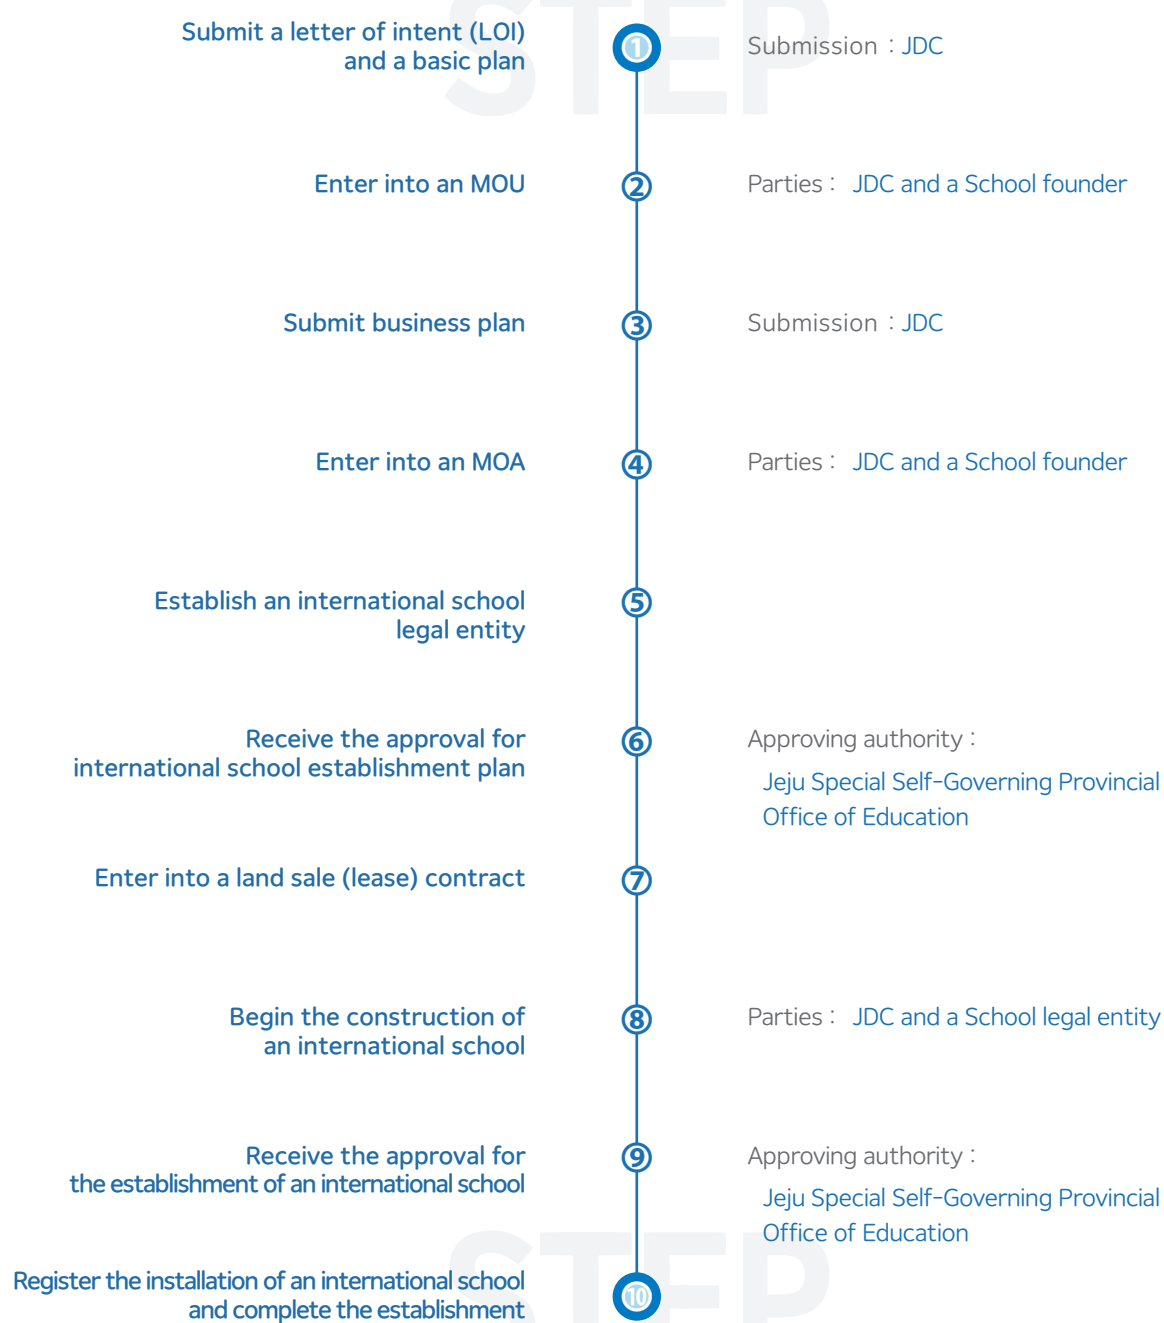 STEP
Submit a letter of intent (LOI)
and a basic plan
1
Submission : JDC
Enter into an MOU
2
Parties : JDC and a School founder
Submit business plan
3
Submission : JDC
Enter into an MOA
4
Parties : JDC and a School founder
Establish an international school
legal entity
5
Receive the approval for
international school establishment plan
6
Approving authority :
Jeju Special Self-Governing Provincial
Office of Education
Enter into a land sale (lease) contract
7
Begin the construction of
an international school
8
Parties : JDC and a School legal entity
Receive the approval for
the establishment of an international school
9
Approving authority :
Jeju Special Self-Governing Provincial
Office of Education
STEP
Register the installation of an international school
and complete the establishment
10